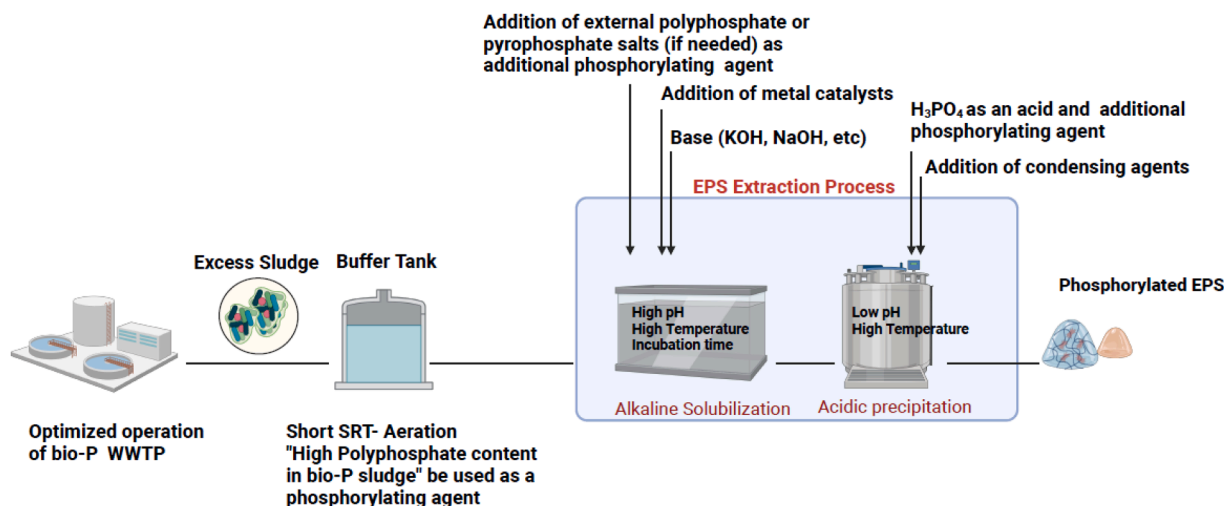 Addition of external polyphosphate or
pyrophosphate salts (if needed) as
additional phosphorylating agent
Addition of metal catalysts
Base (KOH, NaOH, etc)
H₃PO₄ as an acid and additional
phosphorylating agent
Addition of condensing agents
EPS Extraction Process
Excess Sludge
Buffer Tank
High pH
High Temperature
Incubation time
Low pH
High Temperature
Phosphorylated EPS
Alkaline Solubilization
Acidic precipitation
Optimized operation
of bio-P WWTP
Short SRT- Aeration
"High Polyphosphate content
in bio-P sludge" be used as a
phosphorylating agent